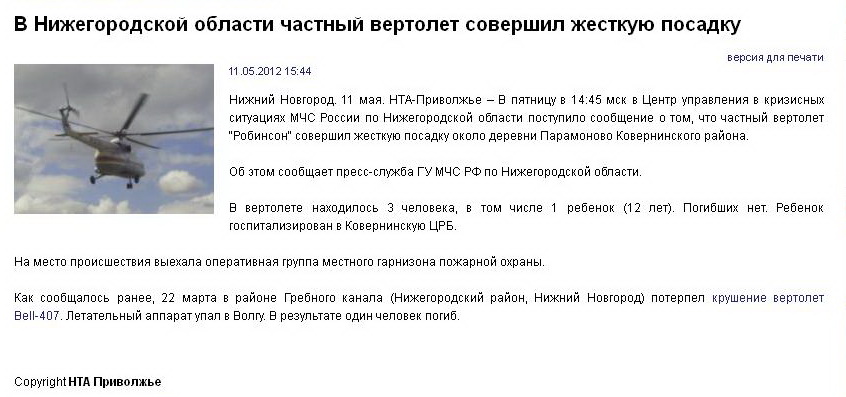 В Нижегородской области частный вертолет совершил жесткую посадку
версия для печати
11.05.2012 15:44
Нижний Новгород. 11 мая. НТА-Приволжье – В пятницу в 14:45 мск в Центр управления в кризисных
ситуациях МЧС России по Нижегородской области поступило сообщение о том, что частный вертолет
"Робинсон" совершил жесткую посадку около деревни Парамоново Ковернинского района.
Об этом сообщает пресс-служба ГУ МЧС РФ по Нижегородской области.
В вертолете находилось 3 человека, в том числе 1 ребенок (12 лет). Погибших нет. Ребенок
госпитализирован в Ковернинскую ЦРБ.
На место происшествия выехала оперативная группа местного гарнизона пожарной охраны.
Как сообщалось ранее, 22 марта в районе Гребного канала (Нижегородский район, Нижний Новгород) потерпел крушение вертолет
Bell-407. Летательный аппарат упал в Волгу. В результате один человек погиб.
Copyright НТА Приволжье